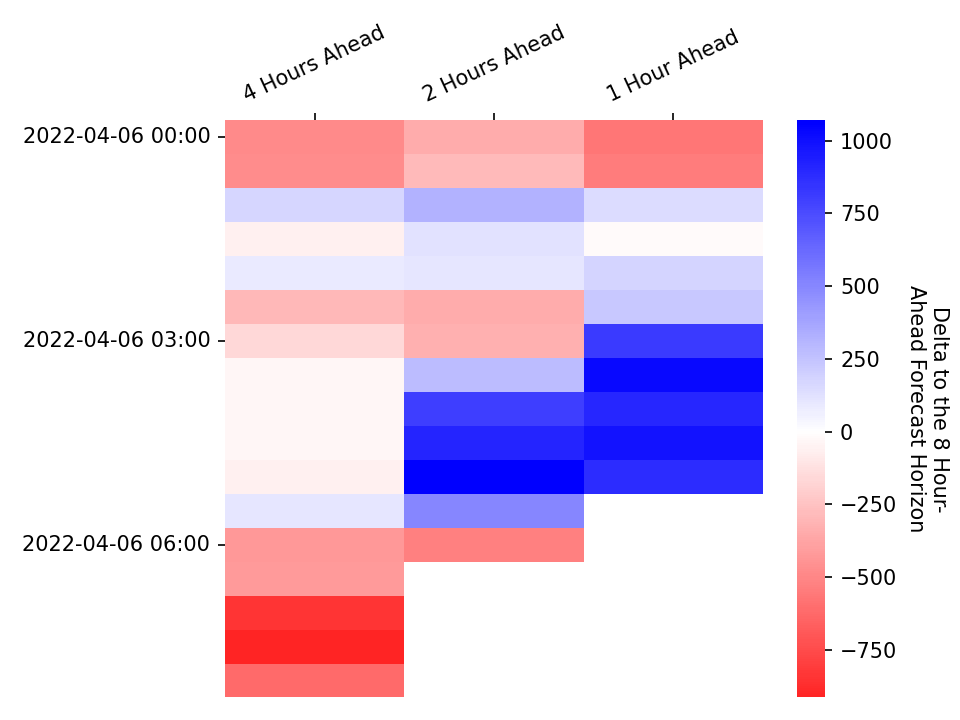 4 Hours Ahead
2 Hours Ahead
1 Hour Ahead
2022-04-06 00:00
2022-04-06 03:00
2022-04-06 06:00
1000
750
500
250
0
−250
−500
−750
Delta to the 8 Hour-
Ahead Forecast Horizon